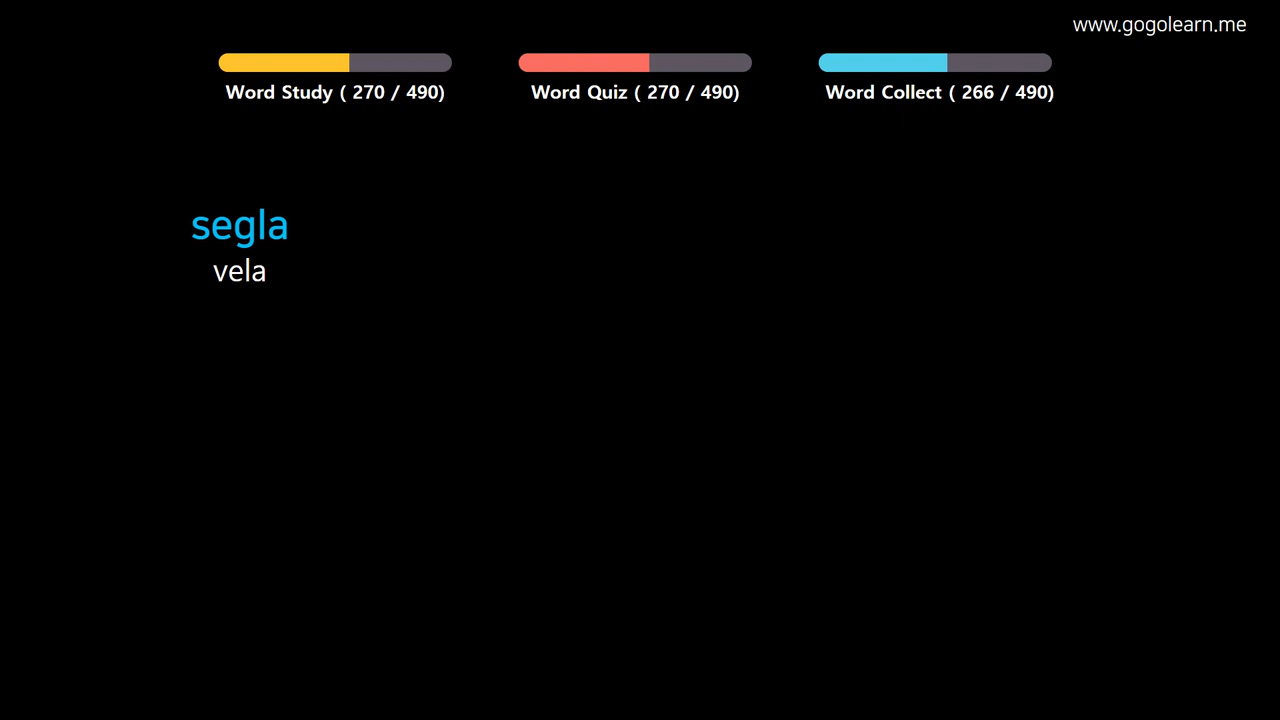 www.gogolearn.me
Word Study ( 270 / 490)
Word Quiz ( 270 / 490)
Word Collect ( 266 / 490)
segla
vela